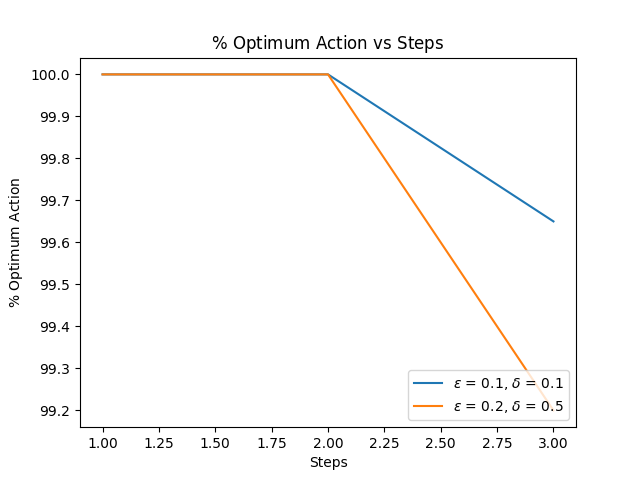 % Optimum Action vs Steps
% Optimum Action
100.0
99.9
99.8
99.7
99.6
99.5
99.4
99.3
99.2
ε = 0.1, δ = 0.1
ε = 0.2, δ = 0.5
1.00 1.25 1.50 1.75 2.00 2.25 2.50 2.75 3.00
Steps